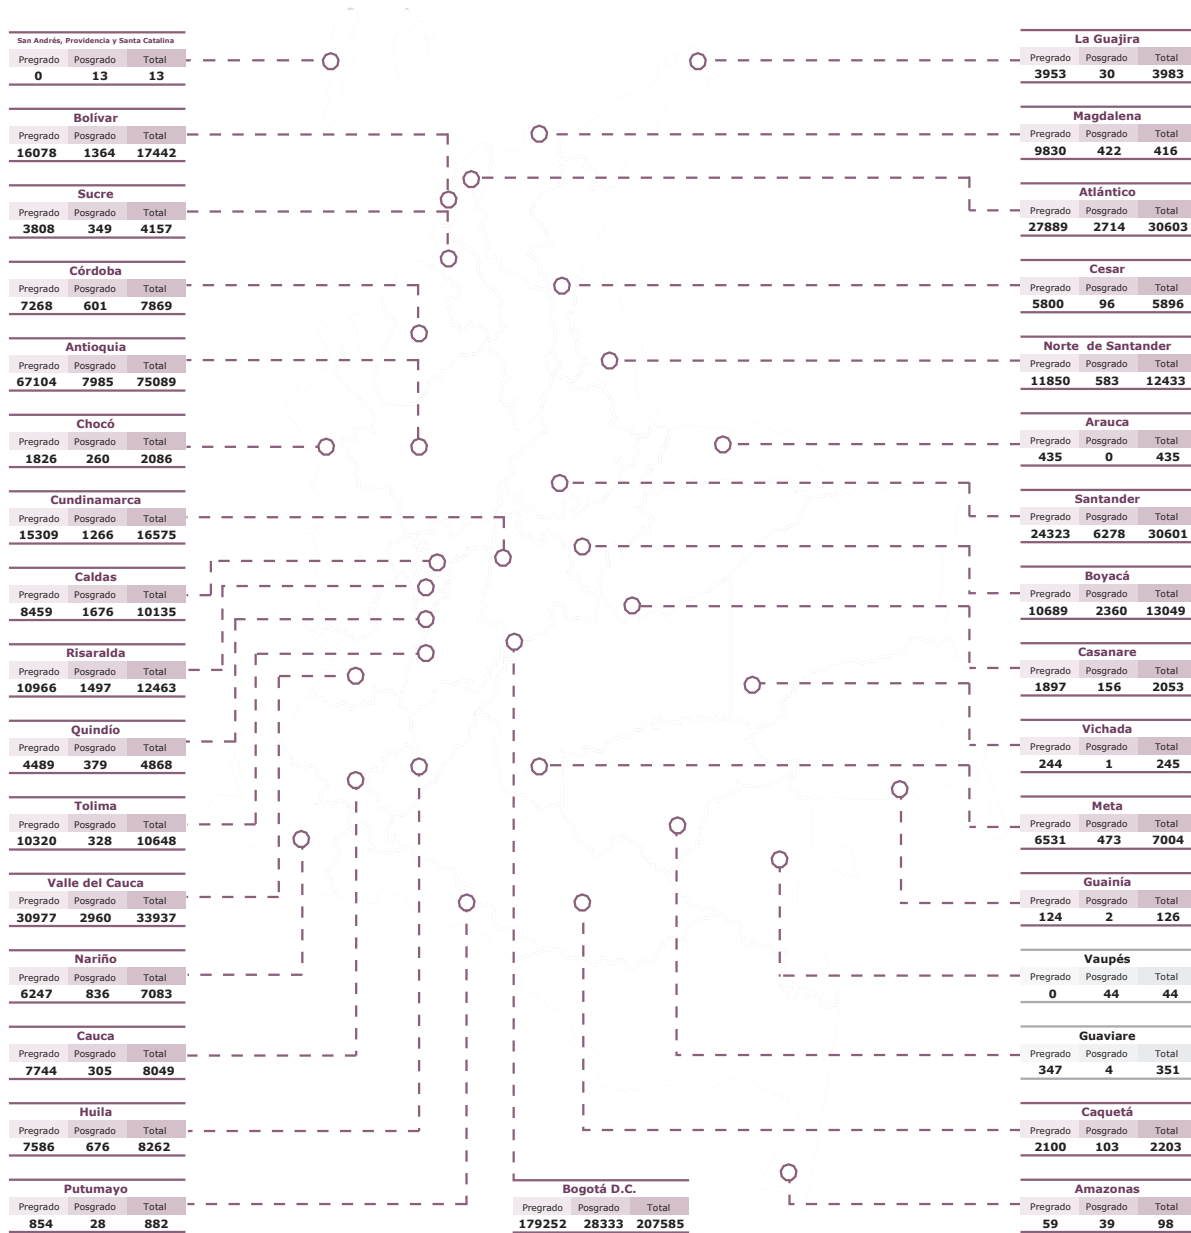 San Andrés, Providencia y Santa Catalina
Pregrado Posgrado Total
0 13 13
Bolívar
Pregrado Posgrado Total
16078 1364 17442
Sucre
Pregrado Posgrado Total
3808 349 4157
Córdoba
Pregrado Posgrado Total
7268 601 7869
Antioquia
Pregrado Posgrado Total
67104 7985 75089
Chocó
Pregrado Posgrado Total
1826 260 2086
Cundinamarca
Pregrado Posgrado Total
15309 1266 16575
Caldas
Pregrado Posgrado Total
8459 1676 10135
Risaralda
Pregrado Posgrado Total
10966 1497 12463
Quindío
Pregrado Posgrado Total
4489 379 4868
Tolima
Pregrado Posgrado Total
10320 328 10648
Valle del Cauca
Pregrado Posgrado Total
30977 2960 33937
Nariño
Pregrado Posgrado Total
6247 836 7083
Cauca
Pregrado Posgrado Total
7744 305 8049
Huila
Pregrado Posgrado Total
7586 676 8262
Putumayo
Pregrado Posgrado Total
854 28 882
Bogotá D.C.
Pregrado Posgrado Total
179252 28333 207585
La Guajira
Pregrado Posgrado Total
3953 30 3983
Magdalena
Pregrado Posgrado Total
9830 422 416
Atlántico
Pregrado Posgrado Total
27889 2714 30603
Cesar
Pregrado Posgrado Total
5800 96 5896
Norte de Santander
Pregrado Posgrado Total
11850 583 12433
Arauca
Pregrado Posgrado Total
435 0 435
Santander
Pregrado Posgrado Total
24323 6278 30601
Boyacá
Pregrado Posgrado Total
10689 2360 13049
Casanare
Pregrado Posgrado Total
1897 156 2053
Vichada
Pregrado Posgrado Total
244 1 245
Meta
Pregrado Posgrado Total
6531 473 7004
Guainía
Pregrado Posgrado Total
124 2 126
Vaupés
Pregrado Posgrado Total
0 44 44
Guaviare
Pregrado Posgrado Total
347 4 351
Caquetá
Pregrado Posgrado Total
2100 103 2203
Amazonas
Pregrado Posgrado Total
59 39 98